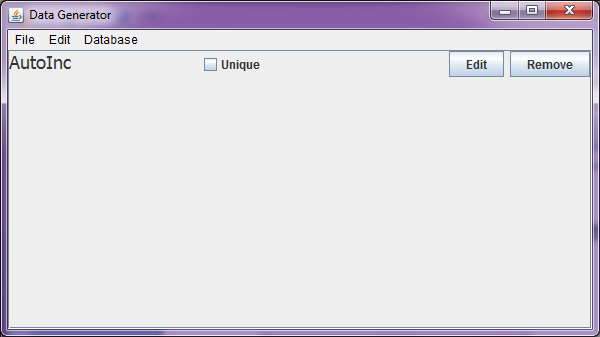 Data Generator
File Edit Database
AutoInc Unique Edit Remove